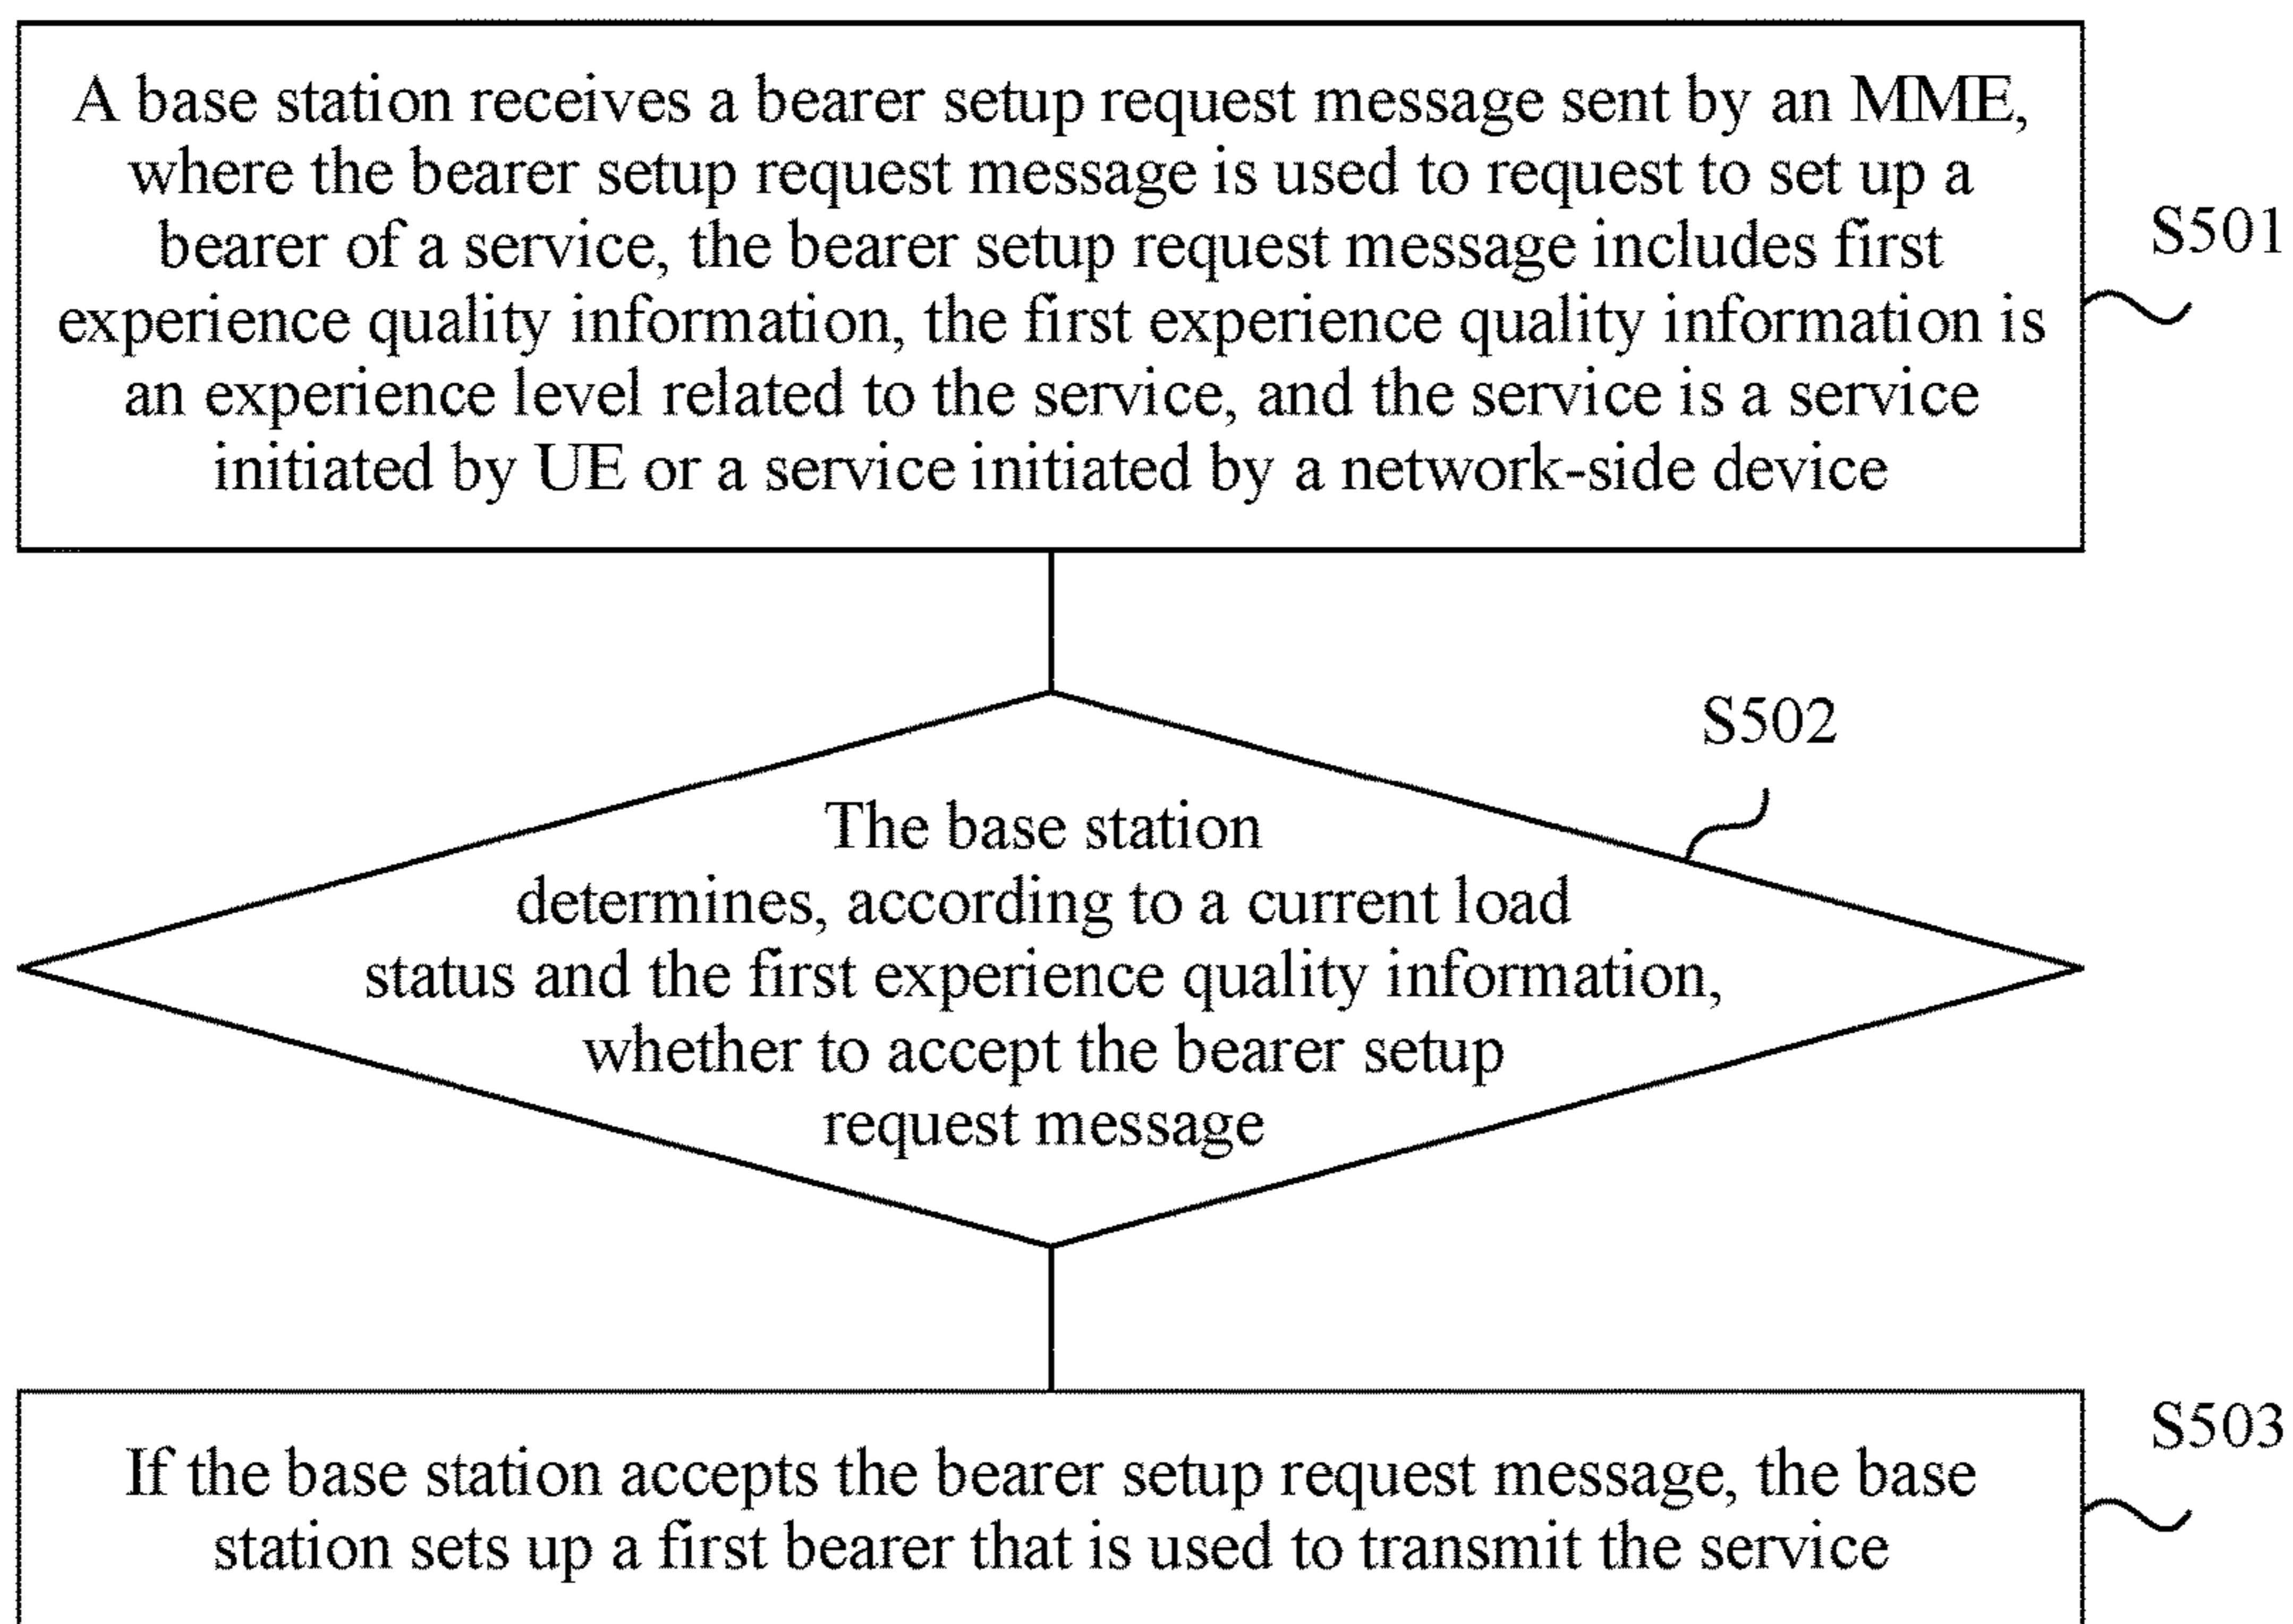 A base station receives a bearer setup request message sent by an MME,
where the bearer setup request message is used to request to set up a
bearer of a service, the bearer setup request message includes first
experience quality information, the first experience quality information is
an experience level related to the service, and the service is a service
initiated by UE or a service initiated by a network-side device
S501
S502
The base station
determines, according to a current load
status and the first experience quality information,
whether to accept the bearer setup
request message
S503
If the base station accepts the bearer setup request message, the base
station sets up a first bearer that is used to transmit the service